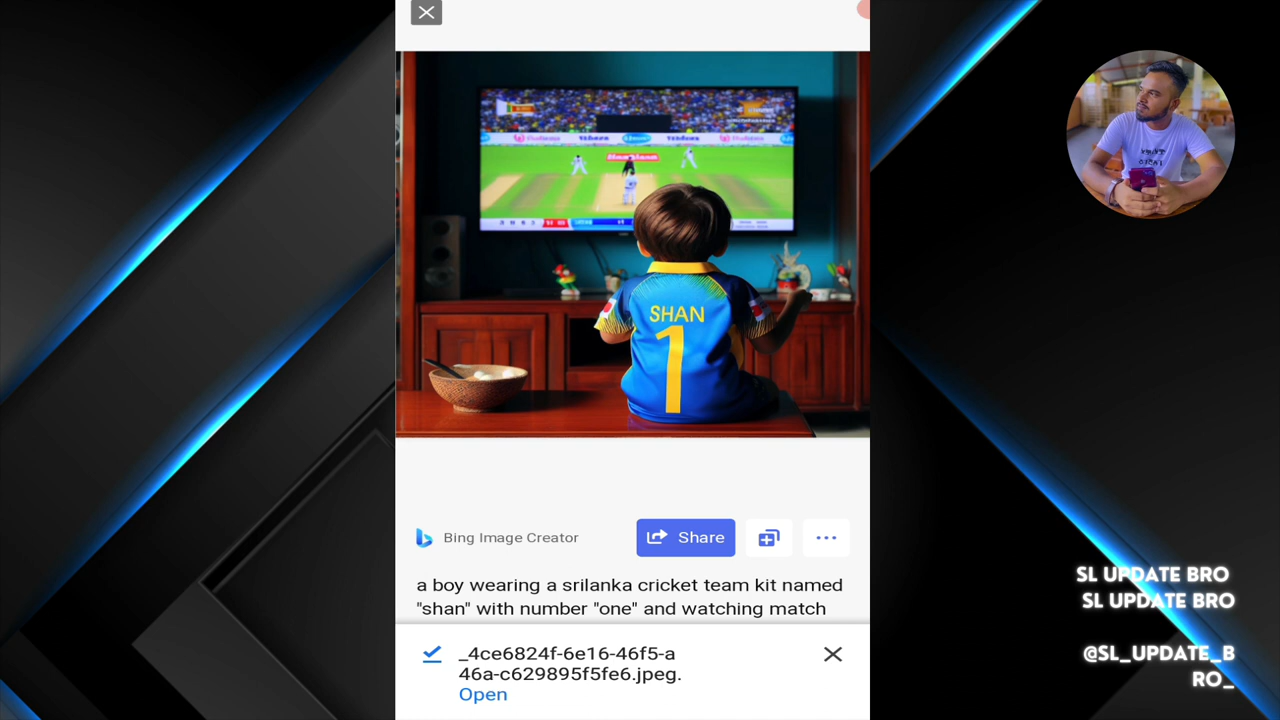 SHAN
1
Bing Image Creator
Share
a boy wearing a srilanka cricket team kit named
"shan" with number "one" and watching match
_4ce6824f-6e16-46f5-a
46a-c629895f5fe6.jpeg.
Open
SL UPDATE BRO
SL UPDATE BRO
@SL_UPDATE_B
RO_